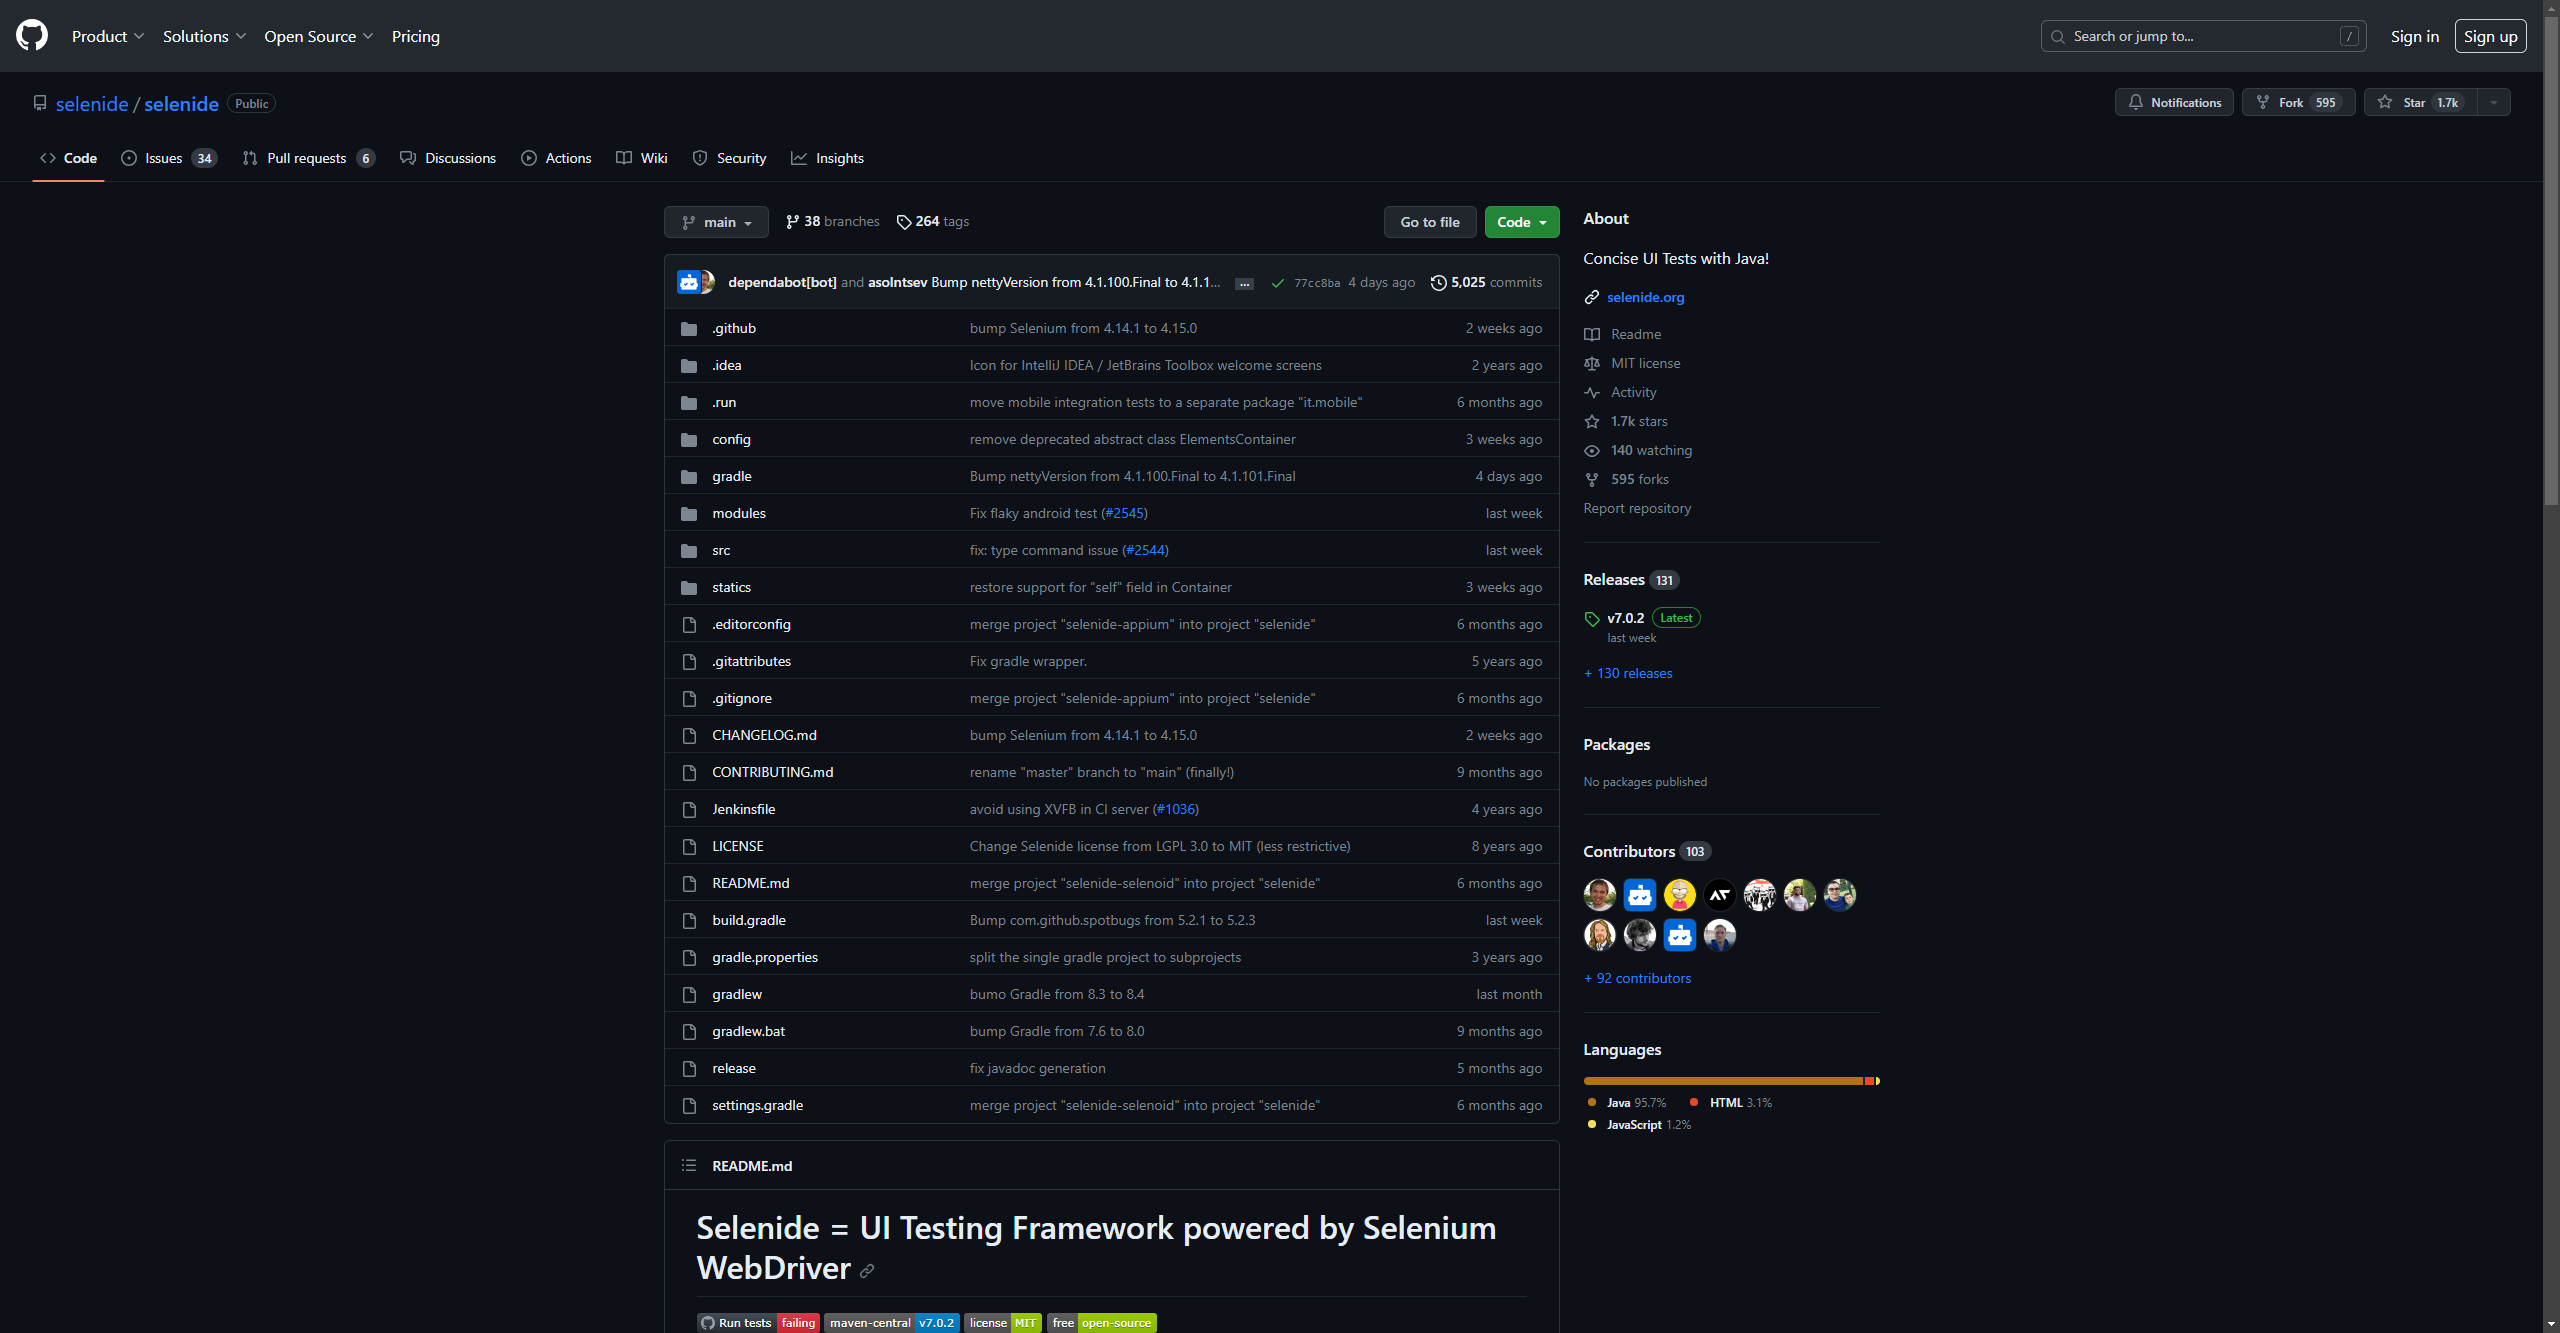 Product Solutions Open Source Pricing Search or jump to... / Sign in Sign up
selenide / selenide Public Notifications Fork 595 Star 1.7k
Code Issues 34 Pull requests 6 Discussions Actions Wiki Security Insights
main 38 branches 264 tags Go to file Code
dependabot[bot] and asolntsev Bump nettyVersion from 4.1.100.Final to 4.1.1... ... 77cc8ba 4 days ago 5,025 commits
.github bump Selenium from 4.14.1 to 4.15.0 2 weeks ago
.idea Icon for IntelliJ IDEA / JetBrains Toolbox welcome screens 2 years ago
.run move mobile integration tests to a separate package "it.mobile" 6 months ago
config remove deprecated abstract class ElementsContainer 3 weeks ago
gradle Bump nettyVersion from 4.1.100.Final to 4.1.101.Final 4 days ago
modules Fix flaky android test (#2545) last week
src fix: type command issue (#2544) last week
statics restore support for "self" field in Container 3 weeks ago
.editorconfig merge project "selenide-appium" into project "selenide" 6 months ago
.gitattributes Fix gradle wrapper. 5 years ago
.gitignore merge project "selenide-appium" into project "selenide" 6 months ago
CHANGELOG.md bump Selenium from 4.14.1 to 4.15.0 2 weeks ago
CONTRIBUTING.md rename "master" branch to "main" (finally!) 9 months ago
Jenkinsfile avoid using XVFB in CI server (#1036) 4 years ago
LICENSE Change Selenide license from LGPL 3.0 to MIT (less restrictive) 8 years ago
README.md merge project "selenide-selenoid" into project "selenide" 6 months ago
build.gradle Bump com.github.spotbugs from 5.2.1 to 5.2.3 last week
gradle.properties split the single gradle project to subprojects 3 years ago
gradlew bumo Gradle from 8.3 to 8.4 last month
gradlew.bat bump Gradle from 7.6 to 8.0 9 months ago
release fix javadoc generation 5 months ago
settings.gradle merge project "selenide-selenoid" into project "selenide" 6 months ago
README.md
Selenide = UI Testing Framework powered by Selenium
WebDriver
Run tests failing maven-central v7.0.2 license MIT free open-source
About
Concise UI Tests with Java!
selenide.org
Readme
MIT license
Activity
1.7k stars
140 watching
595 forks
Report repository
Releases 131
v7.0.2 Latest
last week
+ 130 releases
Packages
No packages published
Contributors 103
+ 92 contributors
Languages
Java 95.7% HTML 3.1%
JavaScript 1.2%